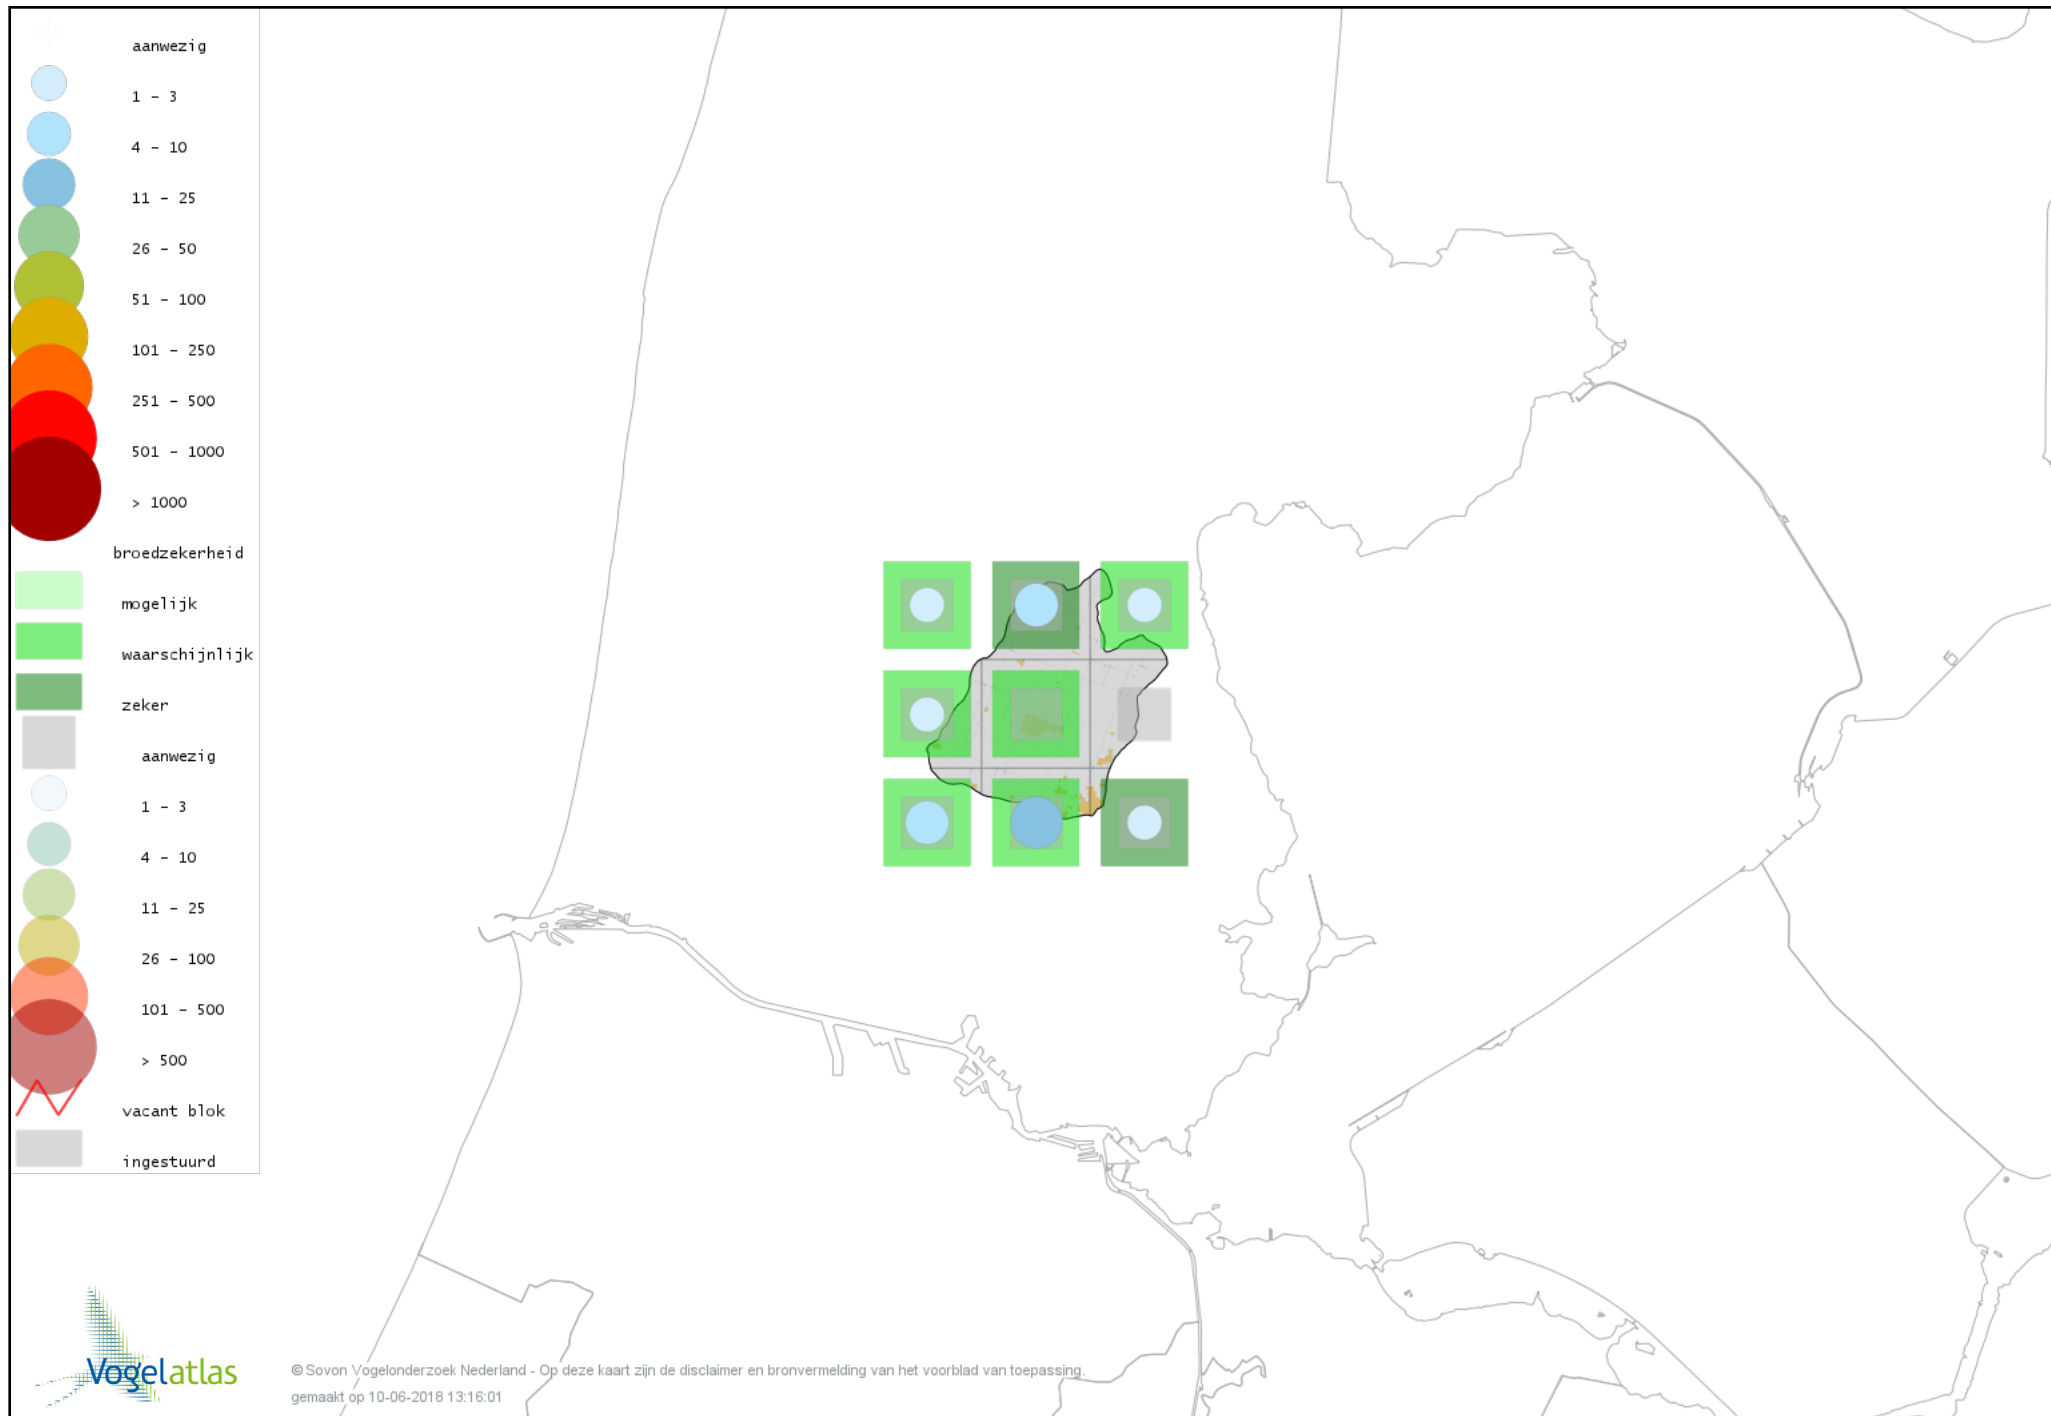 aanwezig
1 - 3
4 - 10
11 - 25
26 - 50
51 - 100
101 - 250
251 - 500
501 - 1000
> 1000
broedzekerheid
mogelijk
waarschijnlijk
zeker
aanwezig
1 - 3
4 - 10
11 - 25
26 - 100
101 - 500
> 500
vacant blok
ingestuurd
Vogelatlas
© Sovon Vogelonderzoek Nederland - Op deze kaart zijn de disclaimer en bronvermelding van het voorblad van toepassing.
gemaakt op 10-06-2018 13:16:01